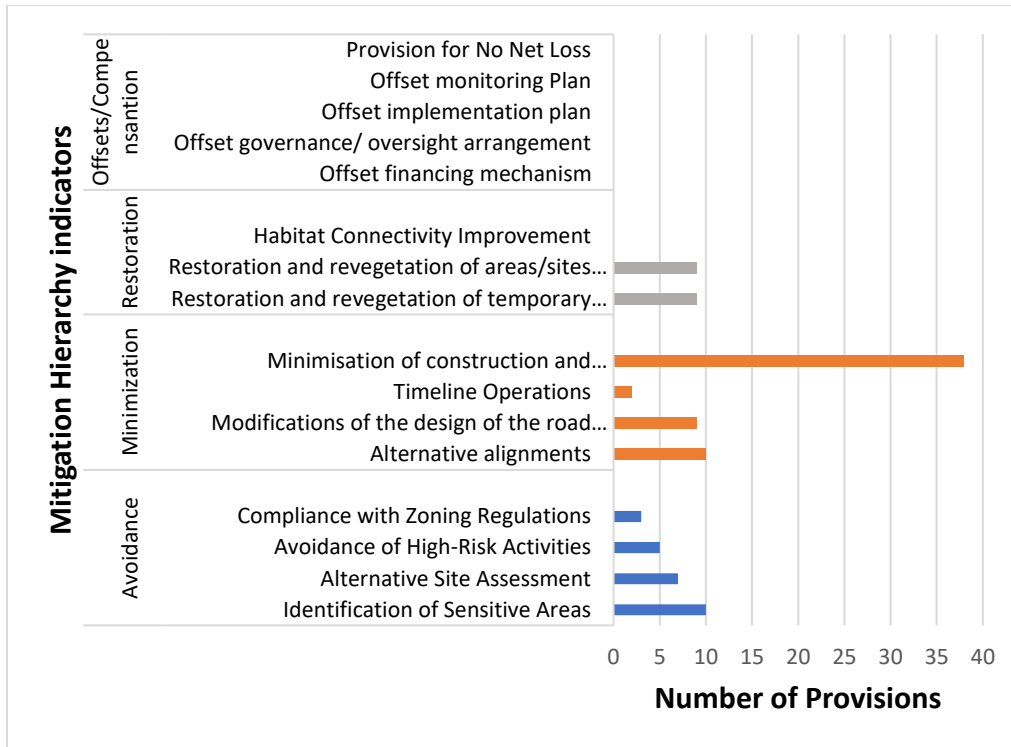 Mitigation Hierarchy indicators
Offsets/Compe
nsantion
Provision for No Net Loss
Offset monitoring Plan
Offset implementation plan
Offset governance/ oversight arrangement
Offset financing mechanism
Restoration
Habitat Connectivity Improvement
Restoration and revegetation of areas/sites...
Restoration and revegetation of temporary...
Minimization
Minimisation of construction and...
Timeline Operations
Modifications of the design of the road...
Alternative alignments
Avoidance
Compliance with Zoning Regulations
Avoidance of High-Risk Activities
Alternative Site Assessment
Identification of Sensitive Areas
0 5 10 15 20 25 30 35 40
Number of Provisions